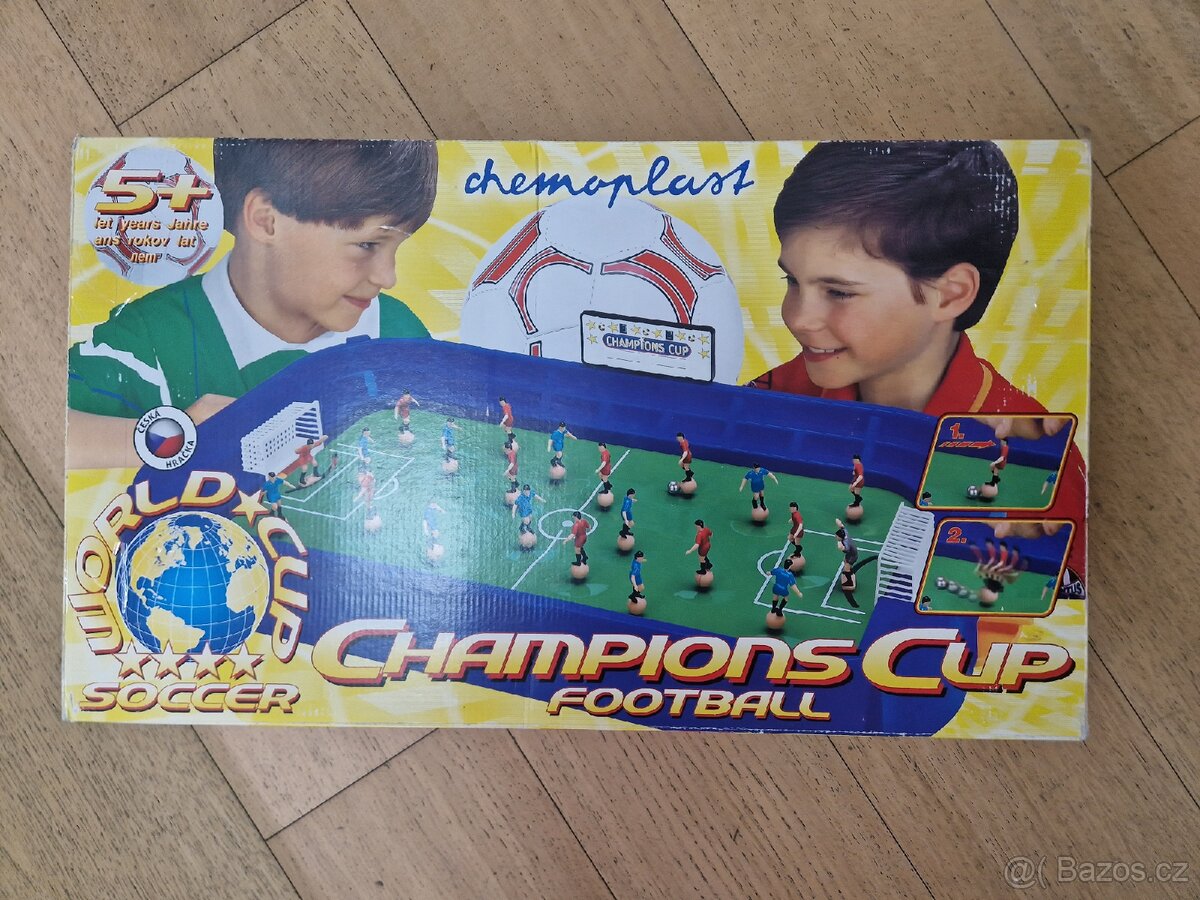 5+
let years Jahre
ans rokov lat
лет
chemoplast
CHAMPIONS CUP
ČESKÁ
HRAČKA
1.
2.
WORLD CUP
SOCCER
CHAMPIONS CUP
FOOTBALL
@( Bazos.cz